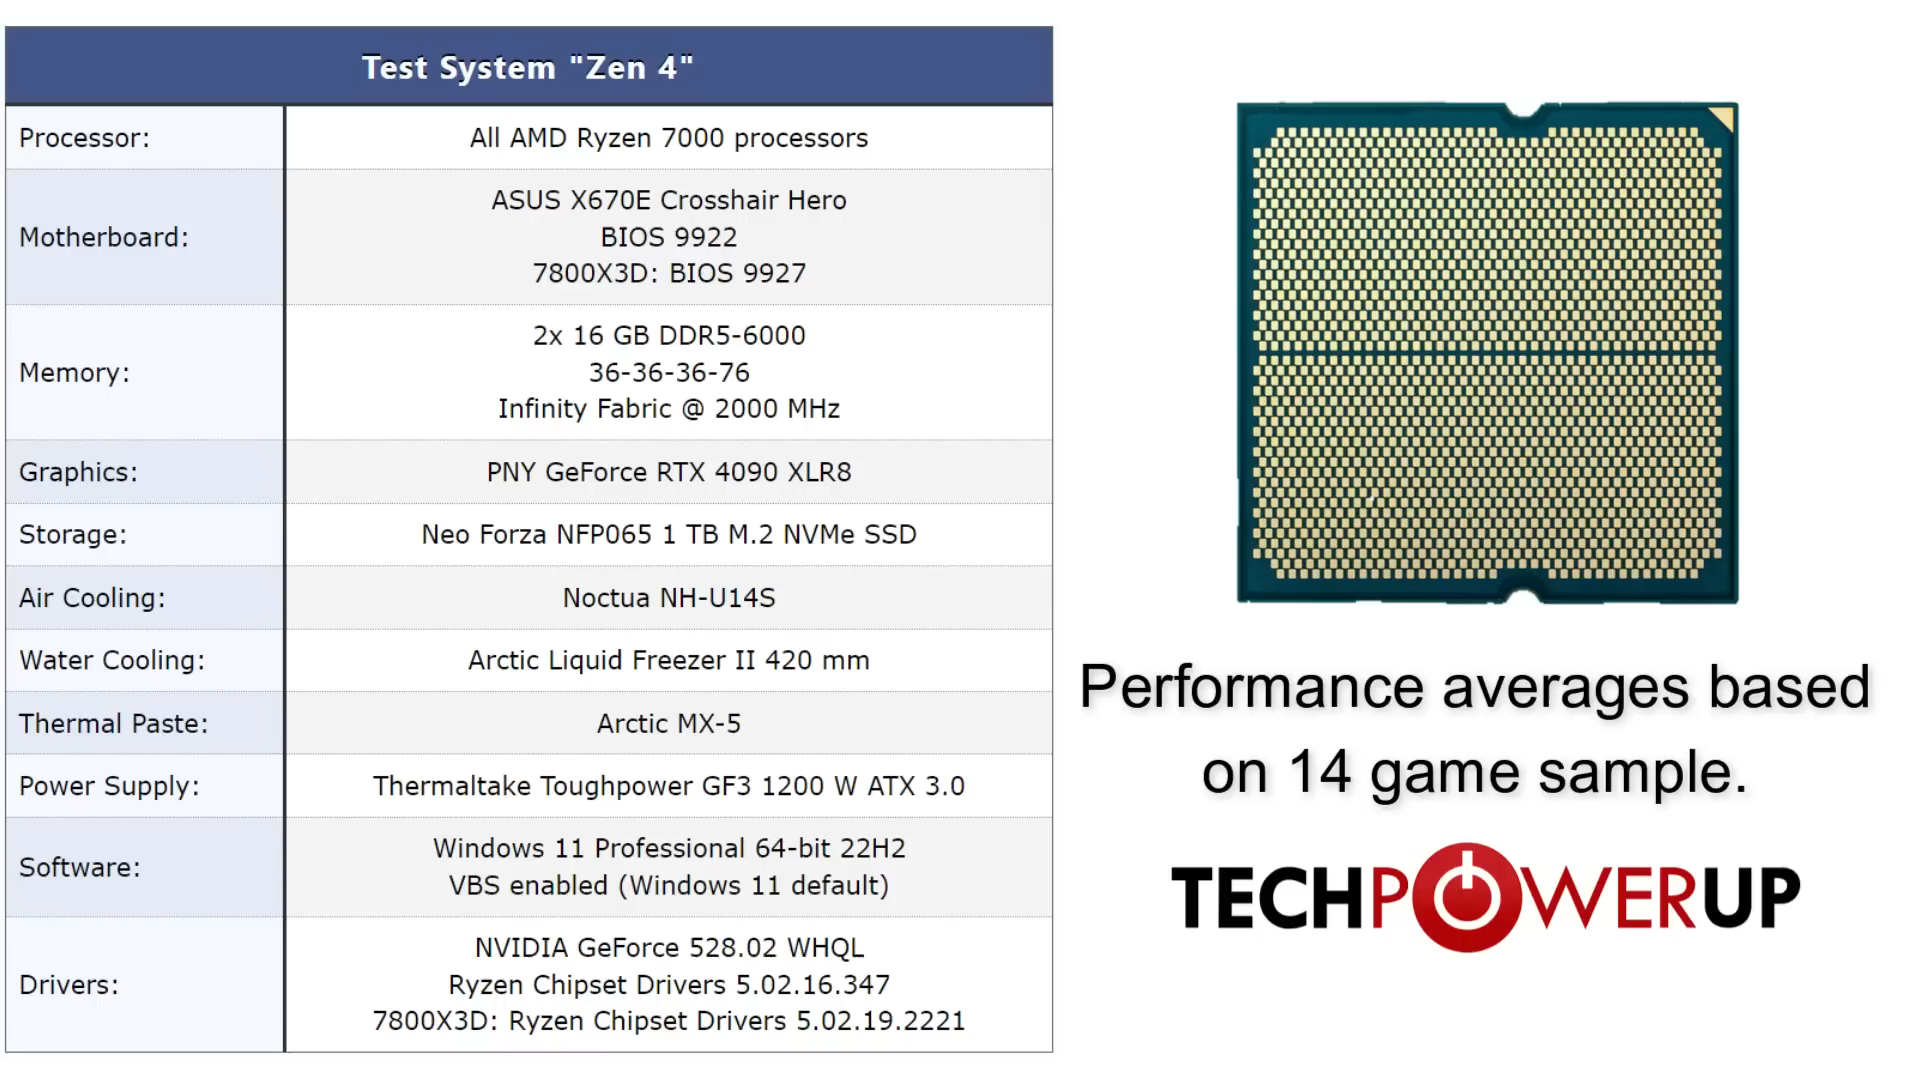 Test System "Zen 4"
Processor:
All AMD Ryzen 7000 processors
Motherboard:
ASUS X670E Crosshair Hero
BIOS 9922
7800X3D: BIOS 9927
Memory:
2x 16 GB DDR5-6000
36-36-36-76
Infinity Fabric @ 2000 MHz
Graphics:
PNY GeForce RTX 4090 XLR8
Storage:
Neo Forza NFP065 1 TB M.2 NVMe SSD
Air Cooling:
Noctua NH-U14S
Water Cooling:
Arctic Liquid Freezer II 420 mm
Thermal Paste:
Arctic MX-5
Power Supply:
Thermaltake Toughpower GF3 1200 W ATX 3.0
Software:
Windows 11 Professional 64-bit 22H2
VBS enabled (Windows 11 default)
Drivers:
NVIDIA GeForce 528.02 WHQL
Ryzen Chipset Drivers 5.02.16.347
7800X3D: Ryzen Chipset Drivers 5.02.19.2221
Performance averages based
on 14 game sample.
TECHPOWERUP